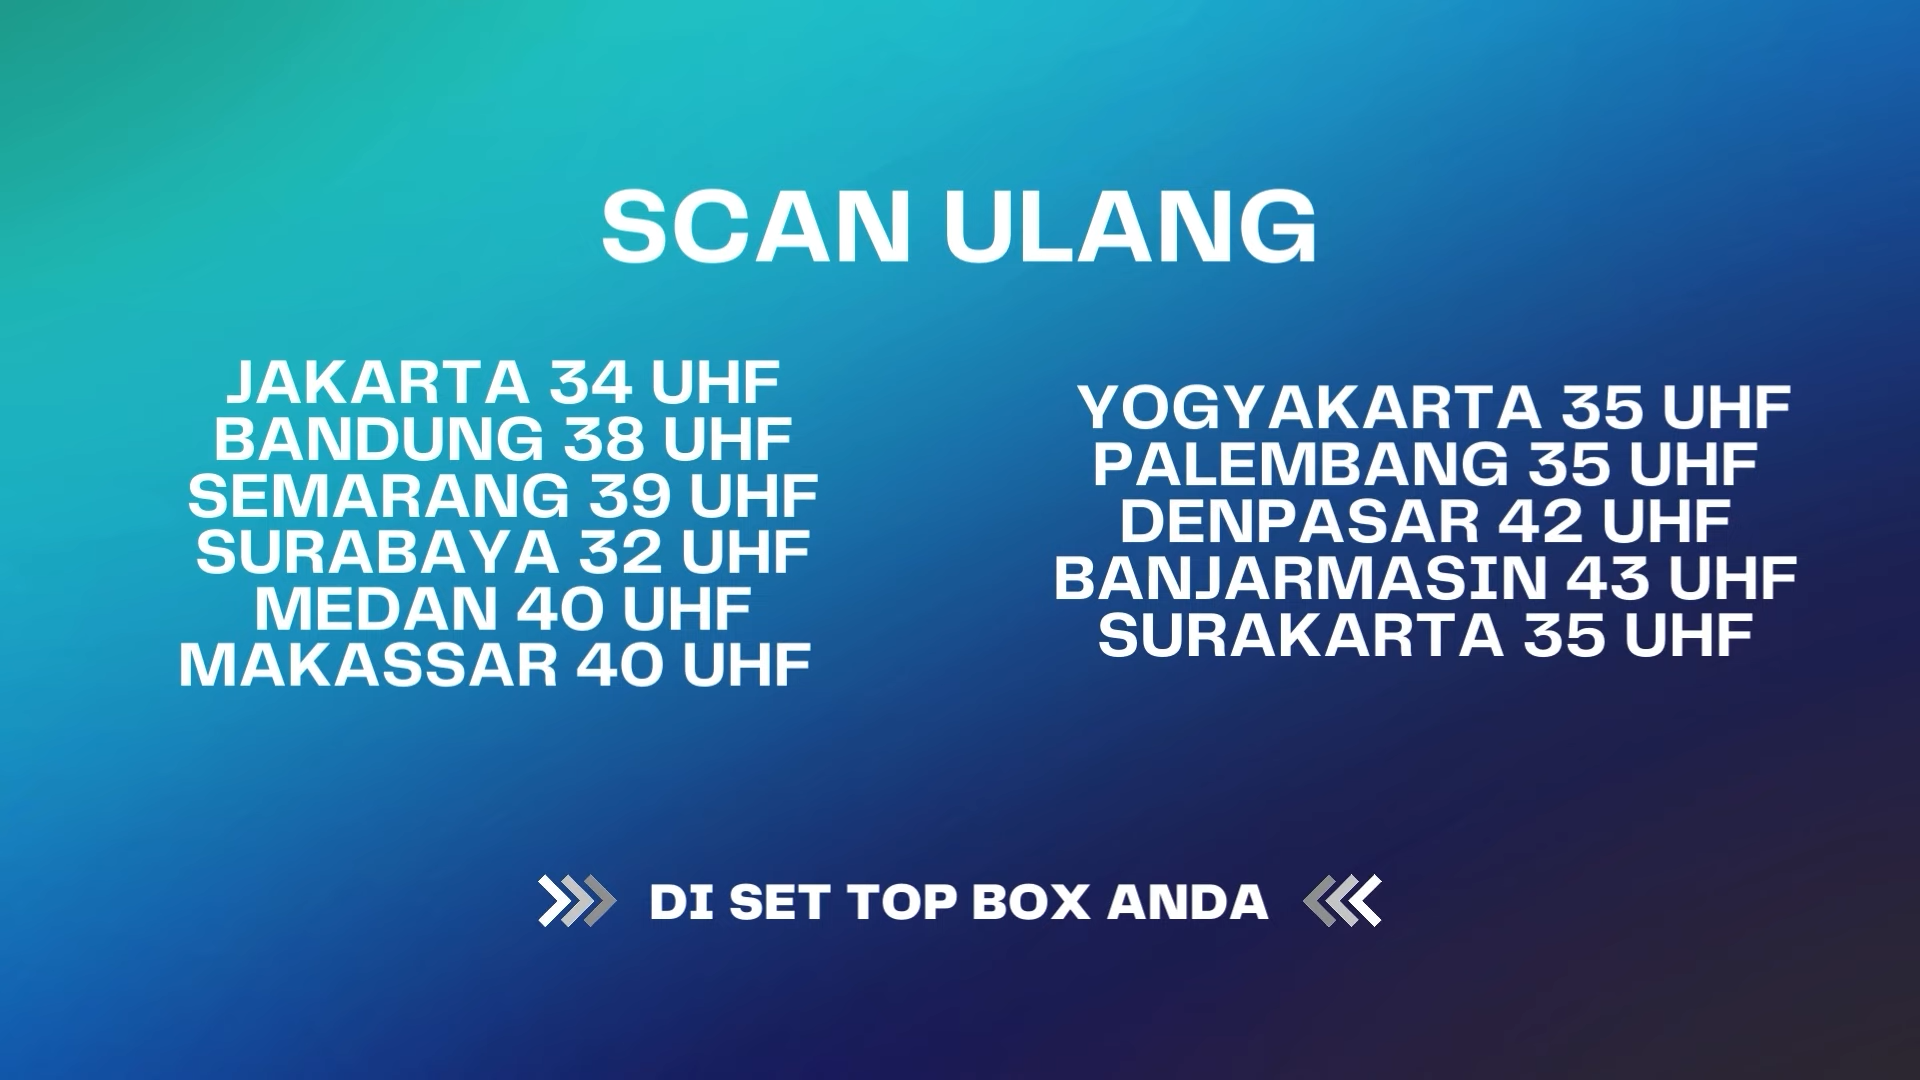 SCAN ULANG
JAKARTA 34 UHF
BANDUNG 38 UHF
SEMARANG 39 UHF
SURABAYA 32 UHF
MEDAN 40 UHF
MAKASSAR 40 UHF
YOGYAKARTA 35 UHF
PALEMBANG 35 UHF
DENPASAR 42 UHF
BANJARMASIN 43 UHF
SURAKARTA 35 UHF
DI SET TOP BOX ANDA